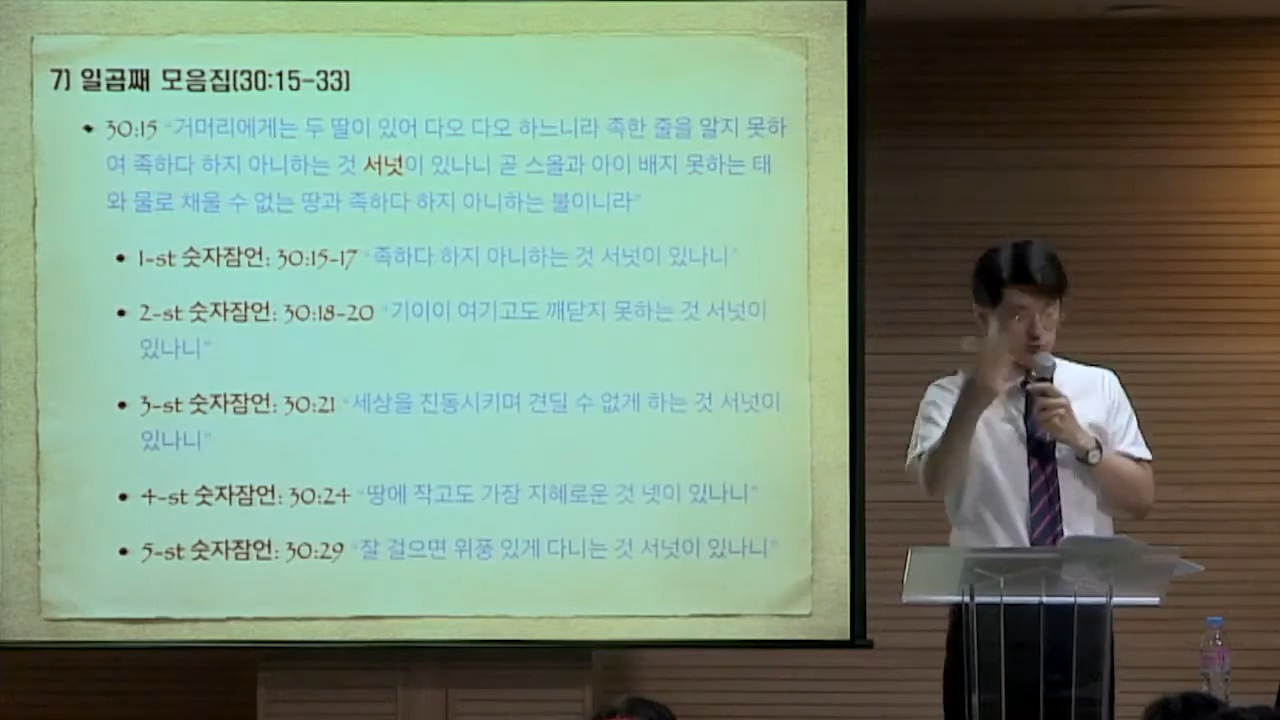 7) 일곱째 모음집(30:15-33)
• 30:15 “거머리에게는 두 딸이 있어 다오 다오 하느니라 족한 줄을 알지 못하
여 족하다 하지 아니하는 것 서넛이 있나니 곧 스올과 아이 배지 못하는 태
와 물로 채울 수 없는 땅과 족하다 하지 아니하는 불이니라”
• 1-st 숫자잠언: 30:15-17 “족하다 하지 아니하는 것 서넛이 있나니”
• 2-st 숫자잠언: 30:18-20 “기이히 여기고도 깨닫지 못하는 것 서넛이
있나니”
• 3-st 숫자잠언: 30:21 “세상을 진동시키며 견딜 수 없게 하는 것 서넛이
있나니”
• 4-st 숫자잠언: 30:24 “땅에 작고도 가장 지혜로운 것 넷이 있나니”
• 5-st 숫자잠언: 30:29 “잘 걸으면 위풍 있게 다니는 것 서넛이 있나니”